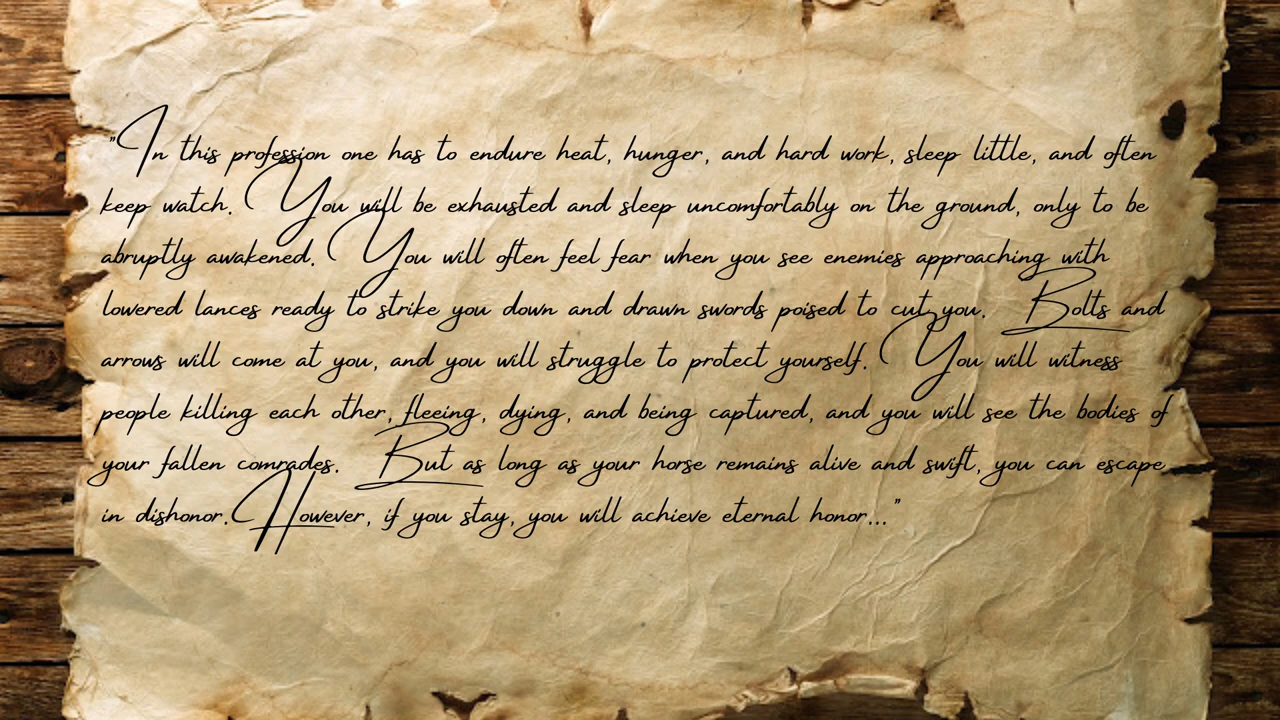 "In this profession one has to endure heat, hunger, and hard work, sleep little, and often
keep watch. You will be exhausted and sleep uncomfortably on the ground, only to be
abruptly awakened. You will often feel fear when you see enemies approaching with
lowered lances ready to strike you down and drawn swords poised to cut you. Bolts and
arrows will come at you, and you will struggle to protect yourself. You will witness
people killing each other, fleeing, dying, and being captured, and you will see the bodies of
your fallen comrades. But as long as your horse remains alive and swift, you can escape
in dishonor. However, if you stay, you will achieve eternal honor..."